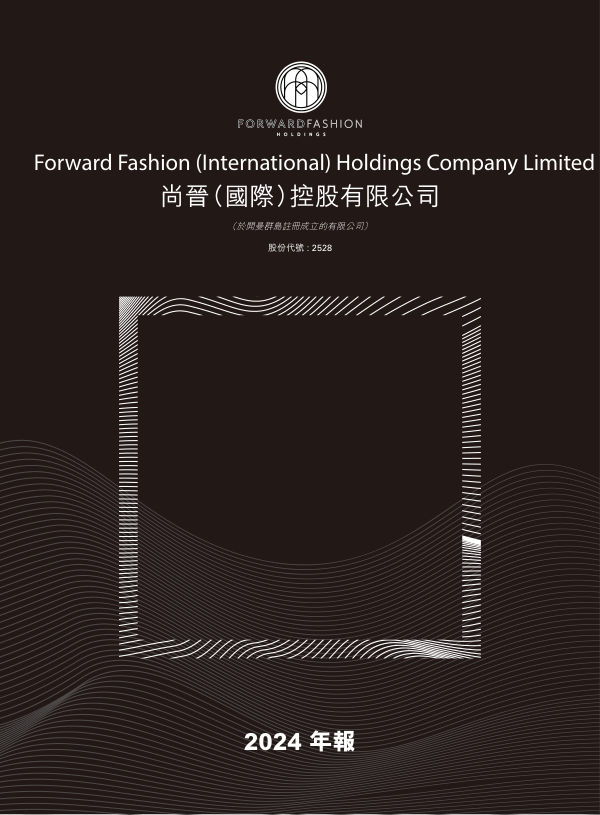 FORWARDFASHION
HOLDINGS
Forward Fashion (International) Holdings Company Limited
尚晉(國際)控股有限公司
(於開曼群島註冊成立的有限公司)
股份代號 : 2528
2024 年報